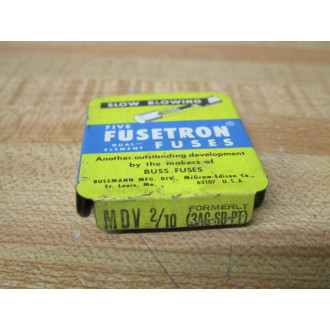 SLOW BLOWING
FIVE
FUSETRON®
DUAL-
ELEMENT
FUSES
Another outstanding development
by the makers of
BUSS FUSES
BUSSMANN MFG. DIV., McGraw-Edison Co.
St. Louis, Mo. 63107 U.S.A.
FORMERLY
MDV 2/10 (3AG-SB-PT)